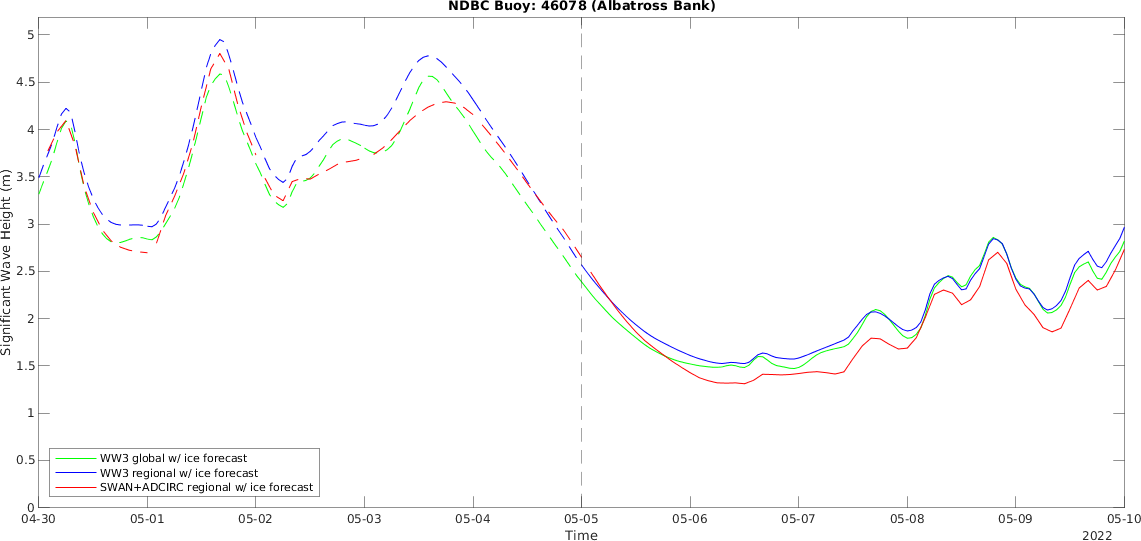 NDBC Buoy: 46078 (Albatross Bank)
5
4.5
4
3.5
3
2.5
2
1.5
1
0.5
0
Significant Wave Height (m)
WW3 global w/ ice forecast
WW3 regional w/ ice forecast
SWAN+ADCIRC regional w/ ice forecast
04-30 05-01 05-02 05-03 05-04 05-05 05-06 05-07 05-08 05-09 05-10
Time
2022